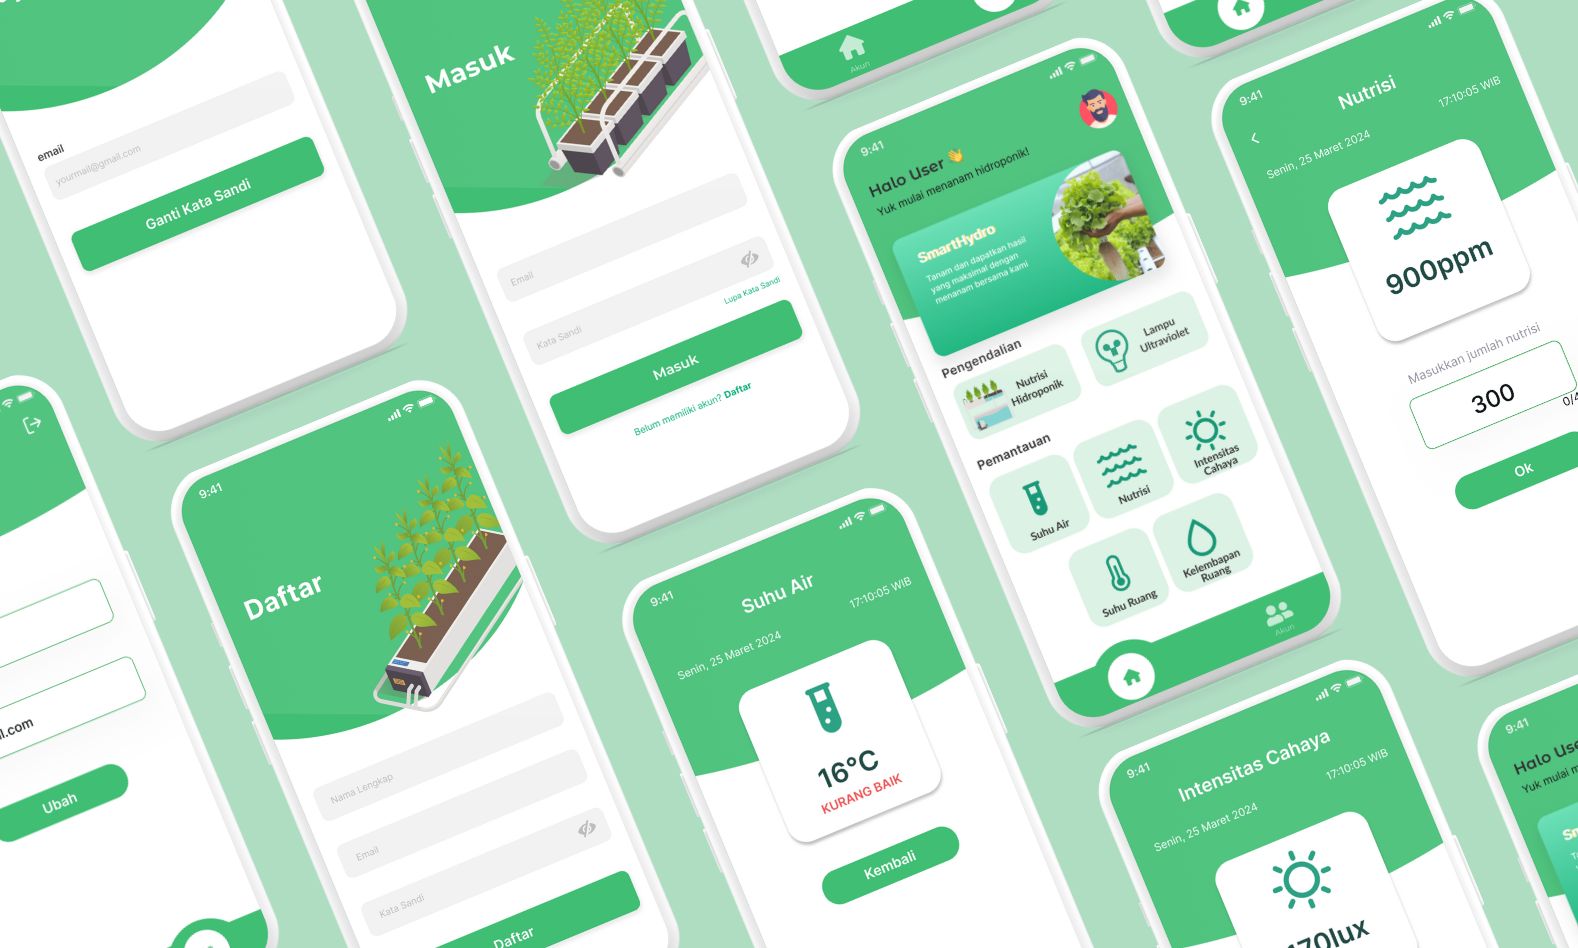 email
yourmail@gmail.com
Ganti Kata Sandi
Masuk
Email
Kata Sandi
Lupa Kata Sandi
Masuk
Belum memiliki akun? Daftar
Akun
9:41
Halo User 👋
Yuk mulai menanam hidroponik!
SmartHydro
Tanam dan dapatkan hasil
yang maksimal dengan
menanam bersama kami
Pengendalian
Nutrisi
Hidroponik
Lampu
Ultraviolet
Pemantauan
Suhu Air
Nutrisi
Intensitas
Cahaya
Suhu Ruang
Kelembapan
Ruang
Akun
9:41
Nutrisi
17:10:05 WIB
Senin, 25 Maret 2024
900ppm
Masukkan jumlah nutrisi
300
Ok
Ubah
9:41
Daftar
Nama Lengkap
Email
Kata Sandi
Daftar
9:41
Suhu Air
17:10:05 WIB
Senin, 25 Maret 2024
16°C
KURANG BAIK
Kembali
9:41
Intensitas Cahaya
17:10:05 WIB
Senin, 25 Maret 2024
9:41
Halo User
Yuk mulai